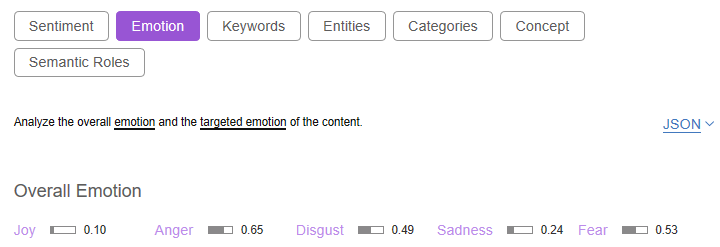 Sentiment Emotion Keywords Entities Categories Concept
Semantic Roles
Analyze the overall emotion and the targeted emotion of the content.
JSON
Overall Emotion
Joy 0.10 Anger 0.65 Disgust 0.49 Sadness 0.24 Fear 0.53